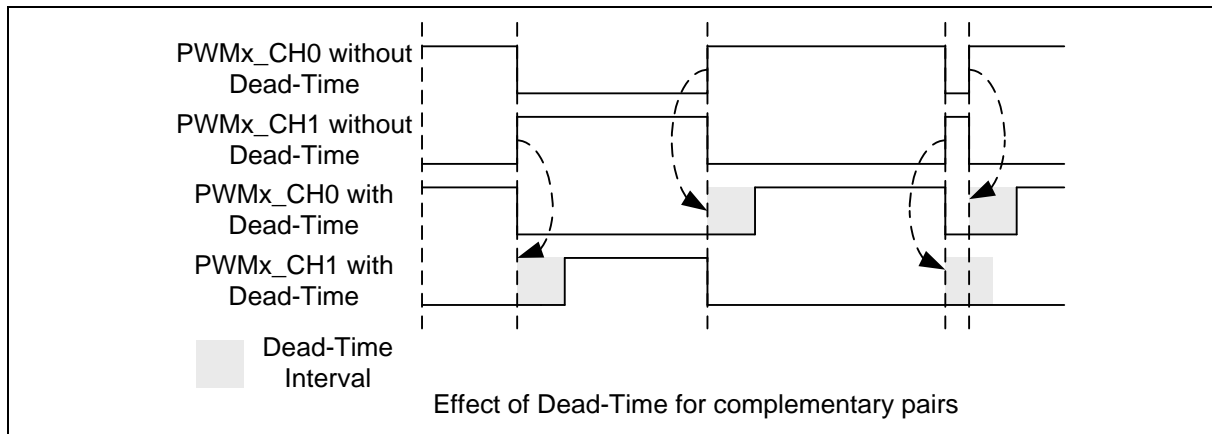 PWMx_CH0 without
Dead-Time
PWMx_CH1 without
Dead-Time
PWMx_CH0 with
Dead-Time
PWMx_CH1 with
Dead-Time
Dead-Time
Interval
Effect of Dead-Time for complementary pairs